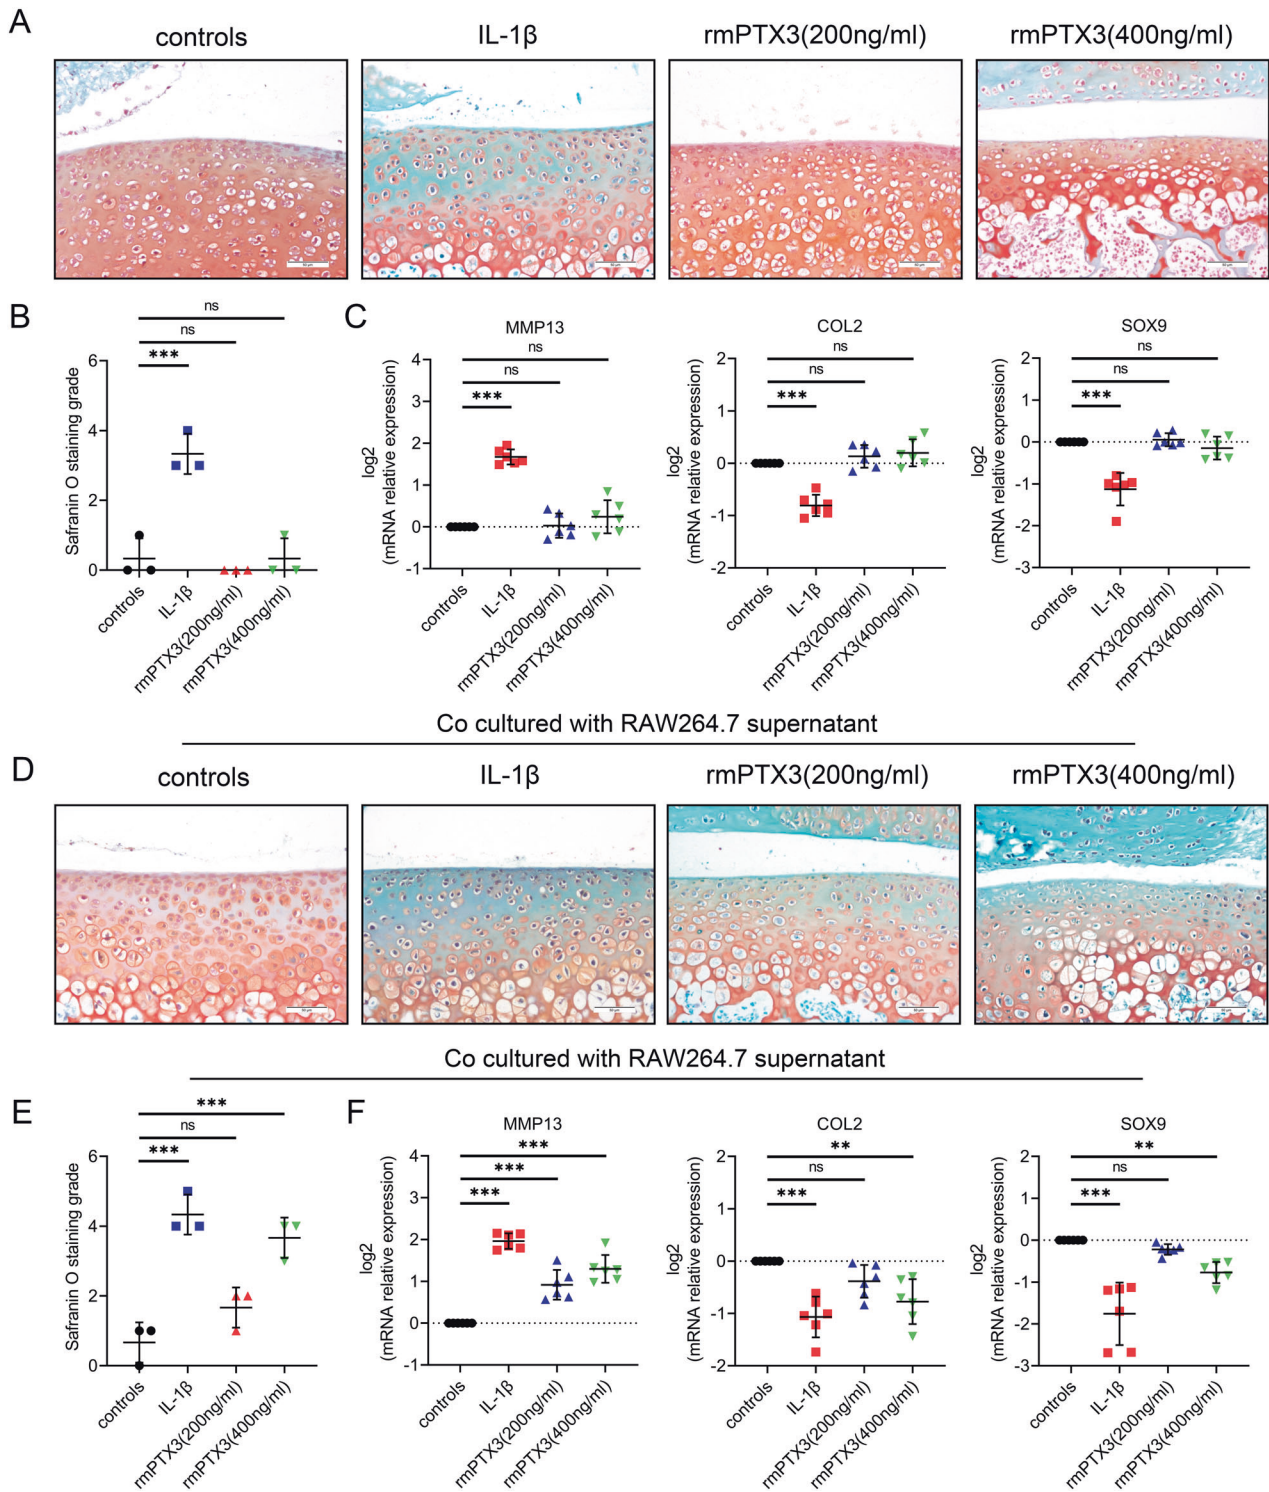 A
controls
IL-1β
rmPTX3(200ng/ml)
rmPTX3(400ng/ml)
B
ns
ns
***
Safranin O staining grade
6
4
2
0
controls
IL-1β
rmPTX3(200ng/ml)
rmPTX3(400ng/ml)
C
MMP13
ns
ns
***
log2
(mRNA relative expression)
4
3
2
1
0
-1
controls
IL-1β
rmPTX3(200ng/ml)
rmPTX3(400ng/ml)
COL2
ns
ns
***
log2
(mRNA relative expression)
2
1
0
-1
-2
controls
IL-1β
rmPTX3(200ng/ml)
rmPTX3(400ng/ml)
SOX9
ns
ns
***
log2
(mRNA relative expression)
2
1
0
-1
-2
-3
controls
IL-1β
rmPTX3(200ng/ml)
rmPTX3(400ng/ml)
Co cultured with RAW264.7 supernatant
D
controls
IL-1β
rmPTX3(200ng/ml)
rmPTX3(400ng/ml)
Co cultured with RAW264.7 supernatant
E
***
ns
***
Safranin O staining grade
6
4
2
0
controls
IL-1β
rmPTX3(200ng/ml)
rmPTX3(400ng/ml)
F
MMP13
***
***
***
log2
(mRNA relative expression)
4
3
2
1
0
-1
controls
IL-1β
rmPTX3(200ng/ml)
rmPTX3(400ng/ml)
COL2
**
ns
***
log2
(mRNA relative expression)
2
1
0
-1
-2
controls
IL-1β
rmPTX3(200ng/ml)
rmPTX3(400ng/ml)
SOX9
**
ns
***
log2
(mRNA relative expression)
2
1
0
-1
-2
-3
controls
IL-1β
rmPTX3(200ng/ml)
rmPTX3(400ng/ml)